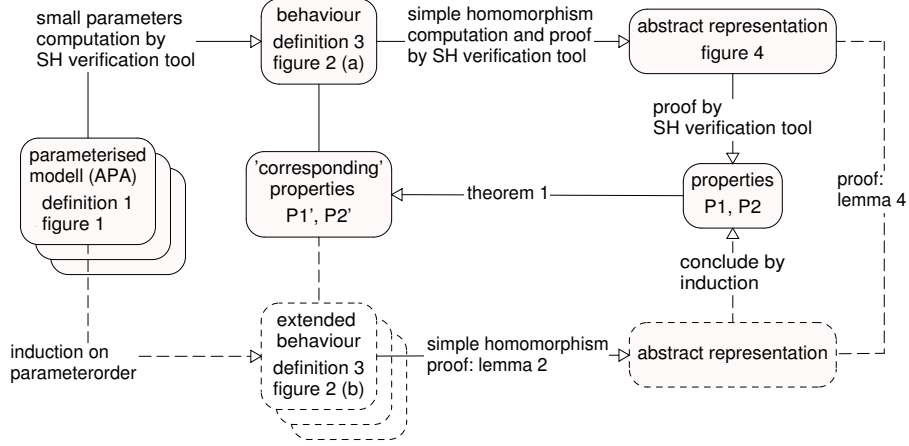 small parameters
computation by
SH verification tool
behaviour
definition 3
figure 2 (a)
simple homomorphism
computation and proof
by SH verification tool
abstract representation
figure 4
proof by
SH verification tool
parameterised
modell (APA)
definition 1
figure 1
'corresponding'
properties
P1', P2'
theorem 1
properties
P1, P2
proof:
lemma 4
conclude by
induction
induction on
parameterorder
extended
behaviour
definition 3
figure 2 (b)
simple homomorphism
proof: lemma 2
abstract representation